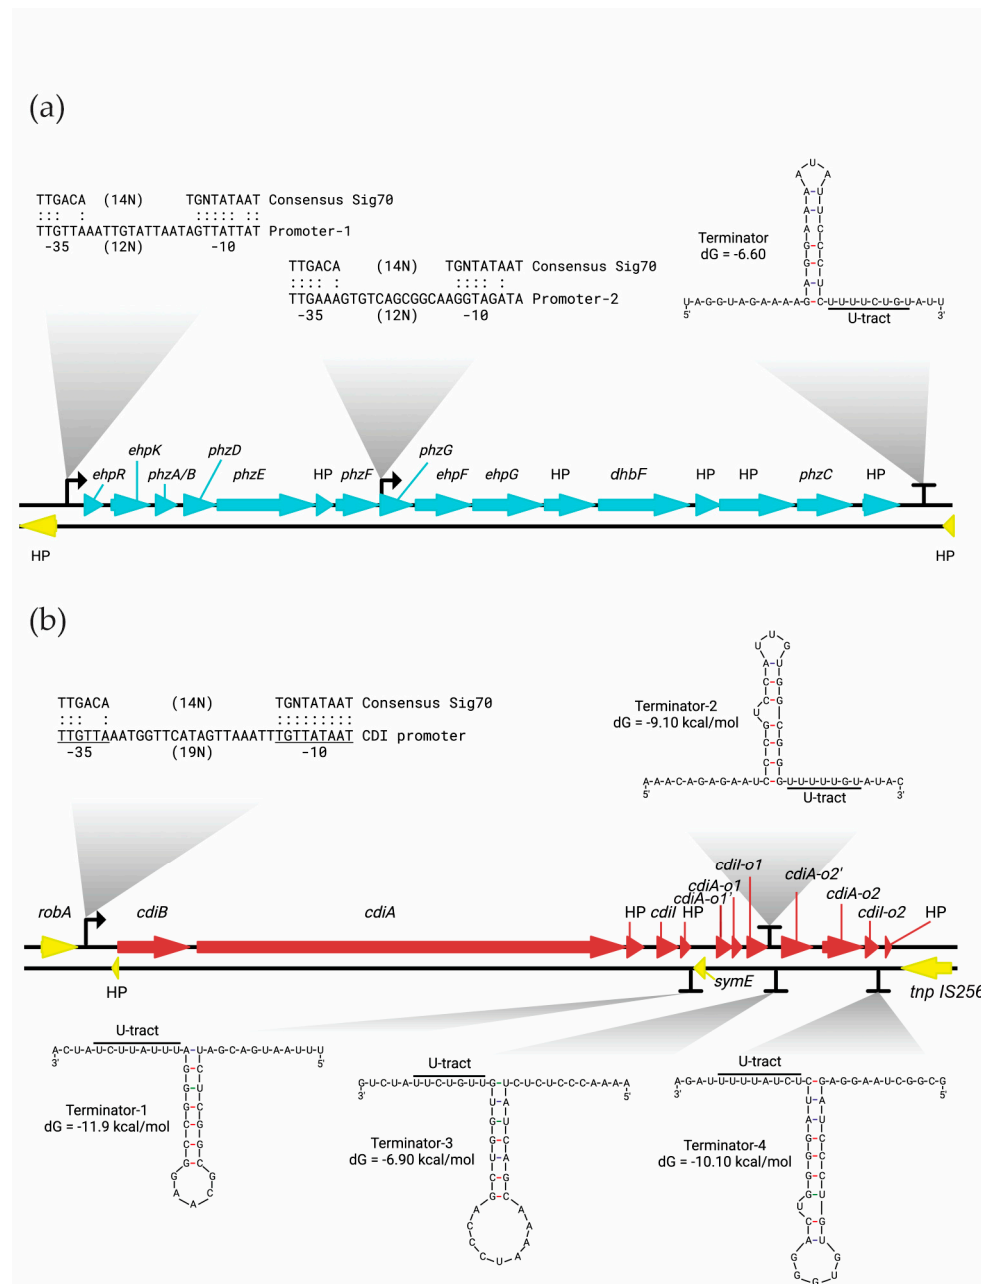 (a)
TTGACA (14N) TGNTATAAT Consensus Sig70
::: : ::::: ::
TTGTTAAATTGTATTAATAGTTATTAT Promoter-1
-35 (12N) -10
TTGACA (14N) TGNTATAAT Consensus Sig70
:::: : :::: :
TTGAAAGTGTCAGCGGCAAGGTAGATA Promoter-2
-35 (12N) -10
Terminator
dG = -6.60
U-A-G-G-U-A-G-A-A-A-A-G-C-U-U-U-U-C-U-G-U-A-U-U
5' 3'
U-tract
ehpR ehpK phzA/B phzD phzE HP phzF phzG ehpF ehpG HP dhbF HP HP phzC HP
HP HP
(b)
TTGACA (14N) TGNTATAAT Consensus Sig70
::: : :::::::::
TTGTTAAATGGTTCATAGTTAAATTTGTTATAAT CDI promoter
-35 (19N) -10
Terminator-2
dG = -9.10 kcal/mol
A-A-A-C-A-G-A-G-A-A-U-C-G-U-U-U-U-U-G-U-A-U-A-C
5' 3'
U-tract
robA cdiB cdiA HP cdiI HP cdiA-o1' cdiA-o1 cdiI-o1 cdiA-o2' cdiA-o2 cdiI-o2 HP
HP symE tnp IS256
U-tract
A-C-U-A-U-C-U-U-A-U-U-U-A-U-A-G-C-A-G-U-A-A-U-U-U
3' 5'
Terminator-1
dG = -11.9 kcal/mol
U-tract
G-U-C-U-A-U-U-C-U-G-U-U-G-U-C-U-C-U-C-C-C-A-A-A-A
3' 5'
Terminator-3
dG = -6.90 kcal/mol
U-tract
A-G-A-U-U-U-U-U-A-U-C-U-C-G-A-G-G-A-A-U-C-G-G-C-G
3' 5'
Terminator-4
dG = -10.10 kcal/mol